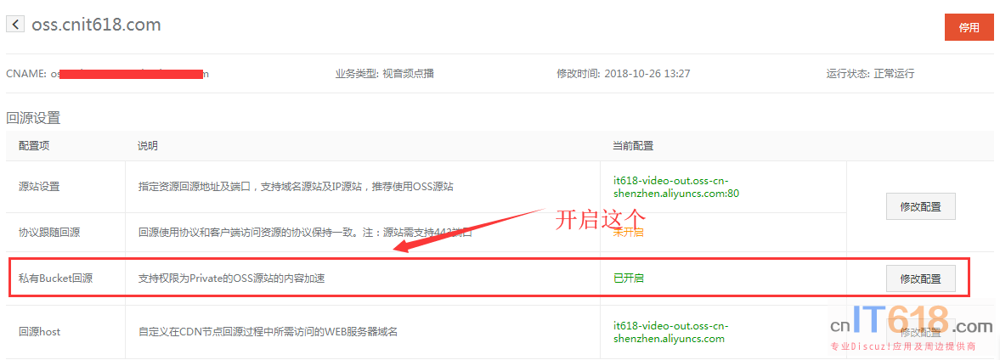 oss.cnit618.com
停用
CNAME: os m
业务类型: 视音频点播
修改时间: 2018-10-26 13:27
运行状态: 正常运行
回源设置
配置项
说明
当前配置
源站设置
指定资源回源地址及端口，支持域名源站及IP源站，推荐使用OSS源站
it618-video-out.oss-cn-
shenzhen.aliyuncs.com:80
修改配置
开启这个
协议跟随回源
回源使用协议和客户端访问资源的协议保持一致。注：源站需支持443端口
未开启
私有Bucket回源
支持权限为Private的OSS源站的内容加速
已开启
修改配置
回源host
自定义在CDN节点回源过程中所需访问的WEB服务器域名
it618-video-out.oss-cn-
shenzhen.aliyuncs.com
修改配置
cnIT618.com
专业Discuz!应用及周边提供商